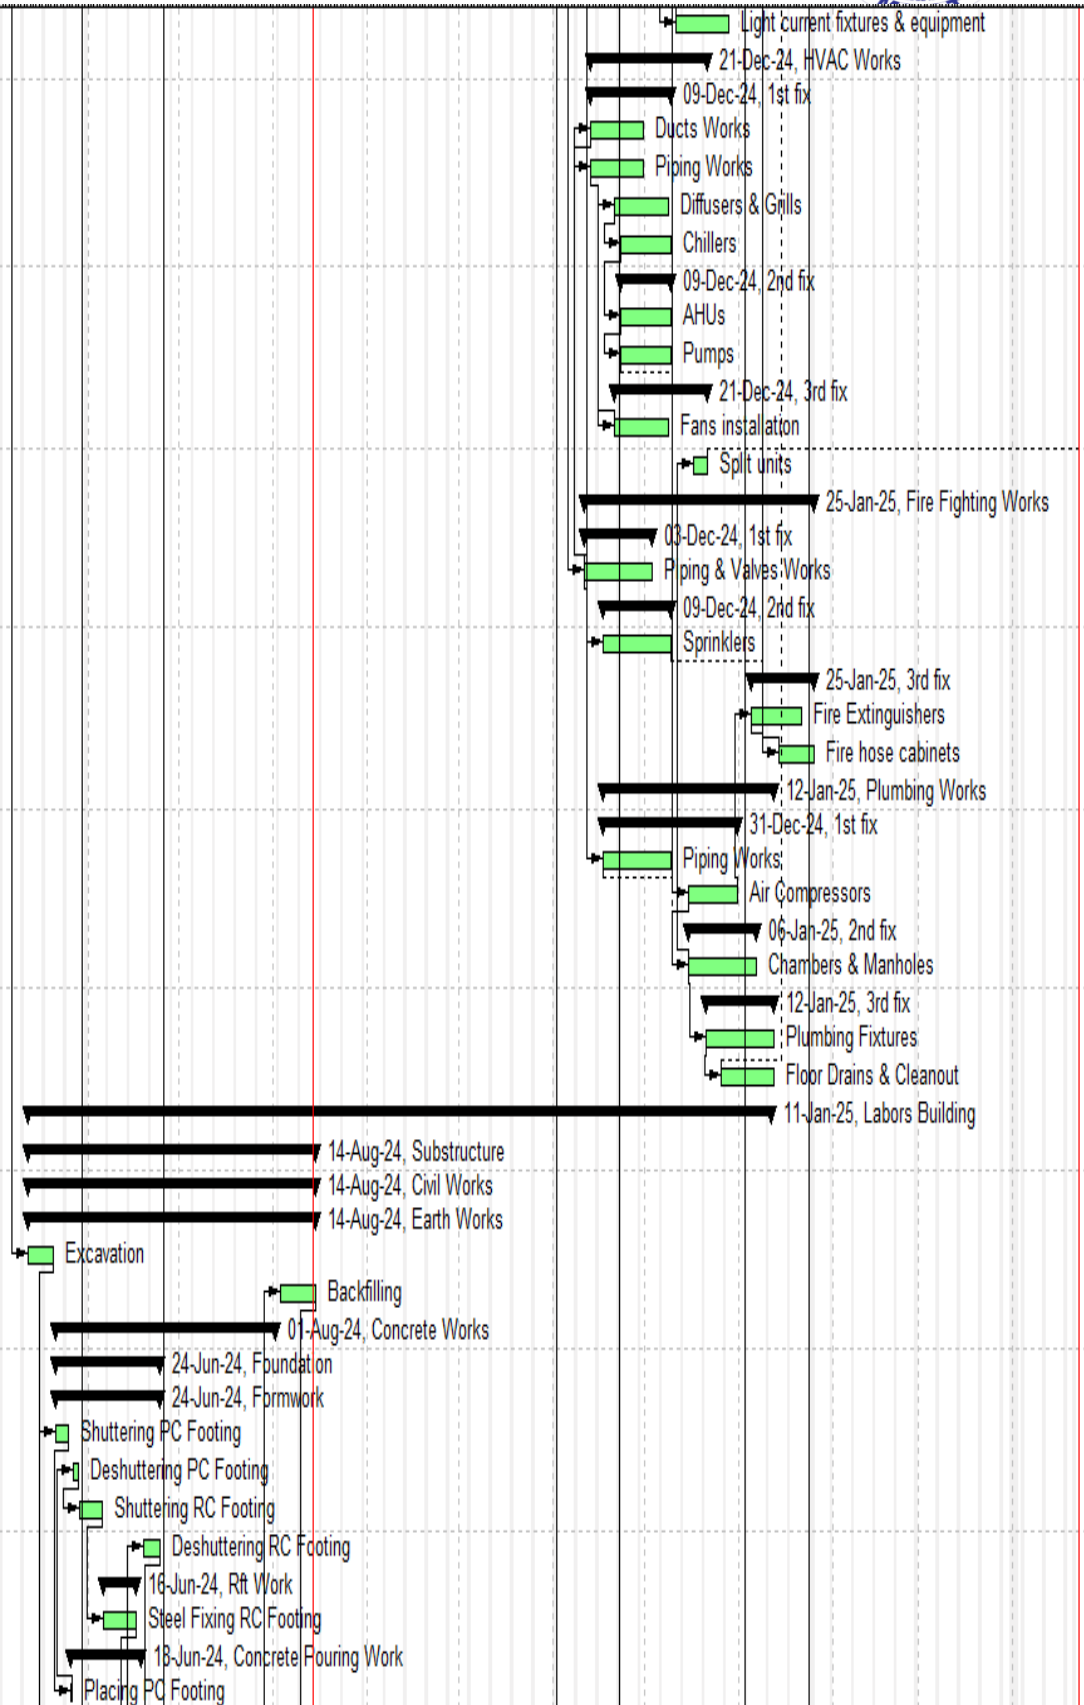 Light current fixtures & equipment
21-Dec-24, HVAC Works
09-Dec-24, 1st fix
Ducts Works
Piping Works
Diffusers & Grills
Chillers
09-Dec-24, 2nd fix
AHUs
Pumps
21-Dec-24, 3rd fix
Fans installation
Split units
25-Jan-25, Fire Fighting Works
03-Dec-24, 1st fix
Piping & Valves Works
09-Dec-24, 2nd fix
Sprinklers
25-Jan-25, 3rd fix
Fire Extinguishers
Fire hose cabinets
12-Jan-25, Plumbing Works
31-Dec-24, 1st fix
Piping Works
Air Compressors
06-Jan-25, 2nd fix
Chambers & Manholes
12-Jan-25, 3rd fix
Plumbing Fixtures
Floor Drains & Cleanout
11-Jan-25, Labors Building
14-Aug-24, Substructure
14-Aug-24, Civil Works
14-Aug-24, Earth Works
Excavation
Backfilling
01-Aug-24, Concrete Works
24-Jun-24, Foundation
24-Jun-24, Formwork
Shuttering PC Footing
Deshuttering PC Footing
Shuttering RC Footing
Deshuttering RC Footing
16-Jun-24, Rft Work
Steel Fixing RC Footing
18-Jun-24, Concrete Pouring Work
Placing PC Footing